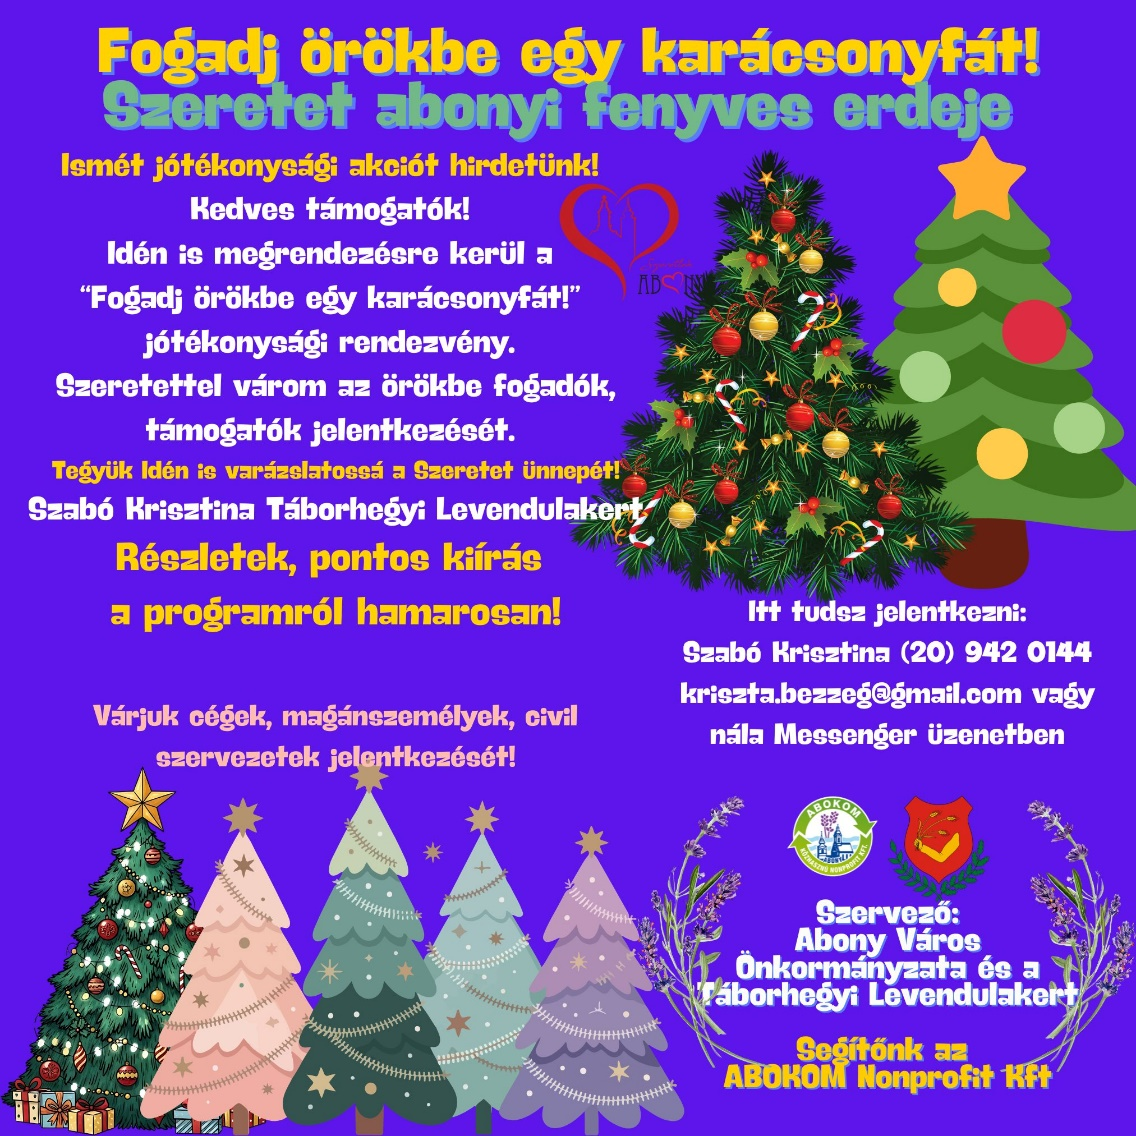 Fogadj örökbe egy karácsonyfát!
Szeretet abonyi fenyves erdeje
Ismét jótékonysági akciót hirdetünk!
Kedves támogatók!
Idén is megrendezésre kerül a
“Fogadj örökbe egy karácsonyfát!”
jótékonysági rendezvény.
Szeretettel várom az örökbe fogadók,
támogatók jelentkezését.
Tegyük Idén is varázslatossá a Szeretet ünnepét!
Szabó Krisztina Táborhegyi Levendulakert
Részletek, pontos kiírás
a programról hamarosan!
Itt tudsz jelentkezni:
Szabó Krisztina (20) 942 0144
kriszta.bezzeg@gmail.com vagy
nála Messenger üzenetben
Várjuk cégek, magánszemélyek, civil
szervezetek jelentkezését!
ABOKOM
KÖZHASZNÚ NONPROFIT KFT.
Szervező:
Abony Város
Önkormányzata és a
Táborhegyi Levendulakert
Segítőnk az
ABOKOM Nonprofit Kft